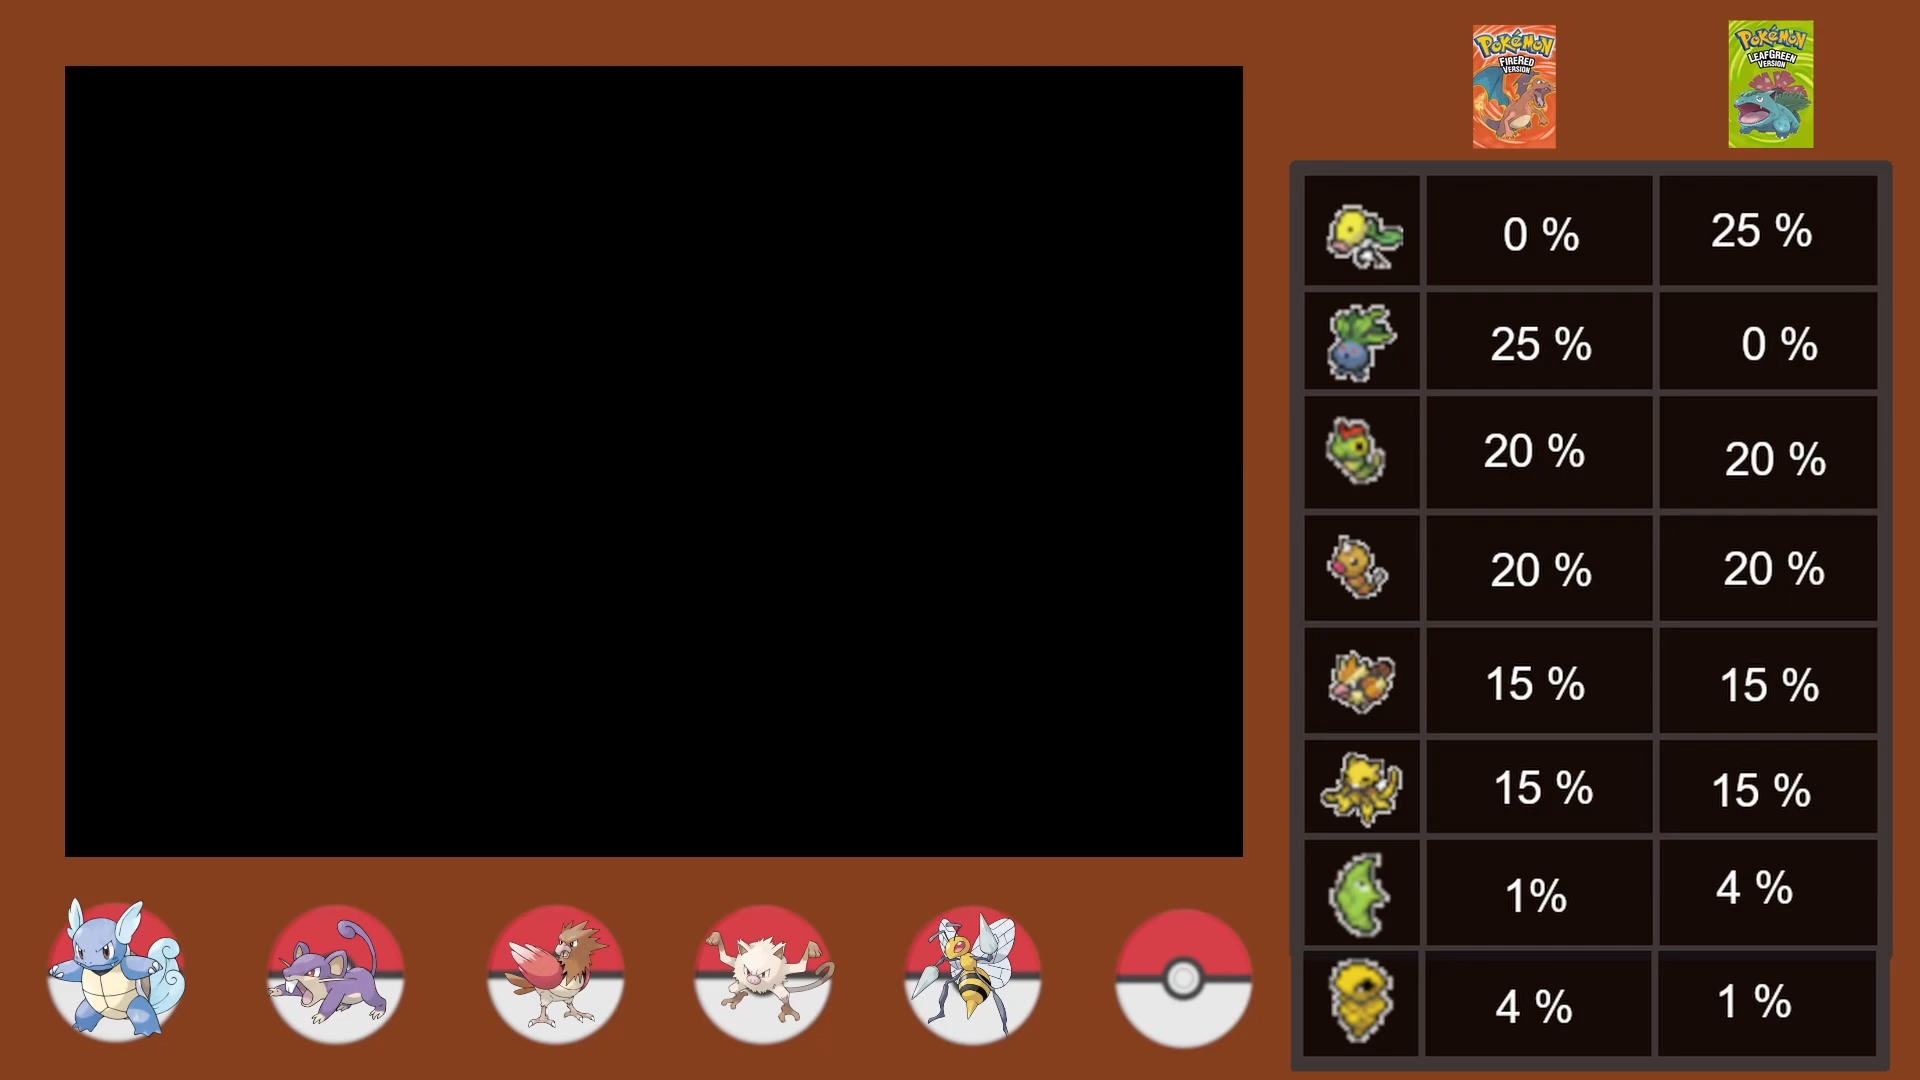 POKéMON POKéMON
FIRERED LEAFGREEN
VERSION VERSION
0 % 25 %
25 % 0 %
20 % 20 %
20 % 20 %
15 % 15 %
15 % 15 %
1% 4 %
4 % 1 %